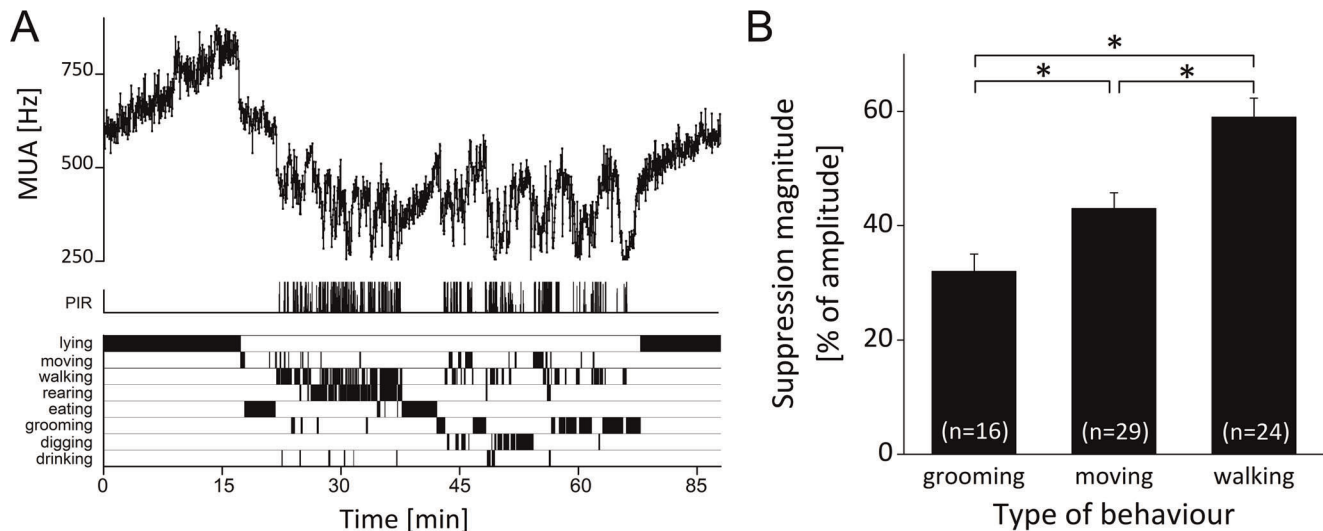 A
MUA [Hz]
750
500
250
PIR
lying
moving
walking
rearing
eating
grooming
digging
drinking
0 15 30 45 60 85
Time [min]
B
Suppression magnitude
[% of amplitude]
60
40
20
0
* 
* *
(n=16) (n=29) (n=24)
grooming moving walking
Type of behaviour